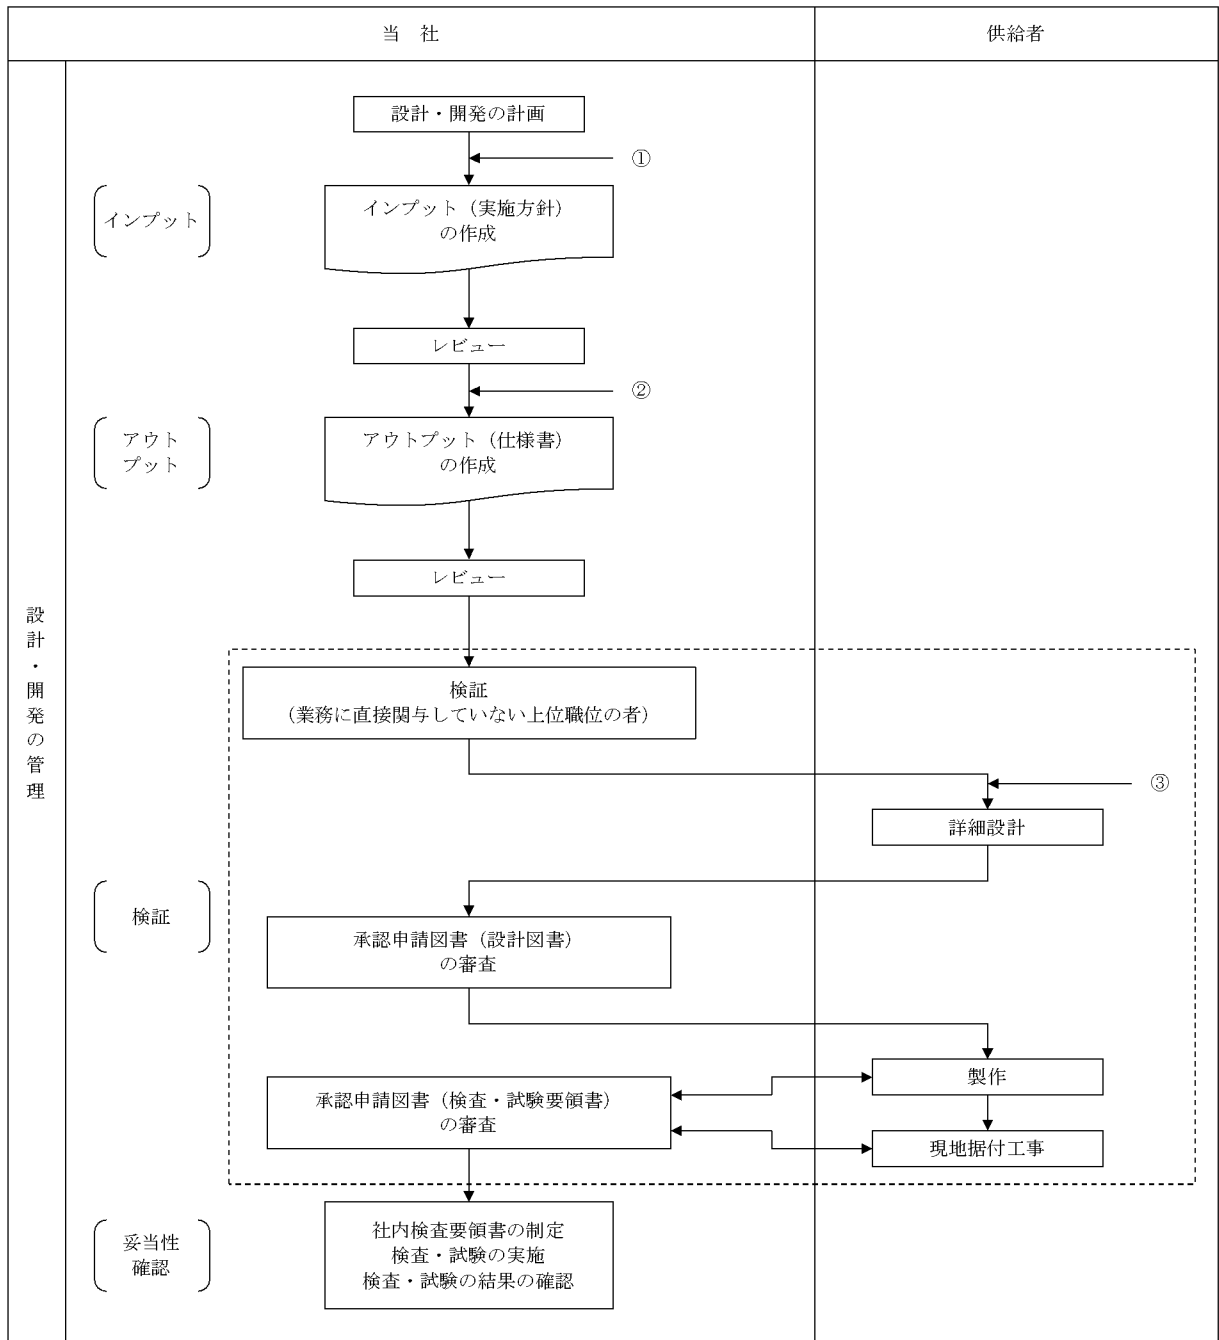 当 社
供給者
設計・開発の計画
①
インプット
インプット（実施方針）
の作成
レビュー
②
アウト
プット
アウトプット（仕様書）
の作成
レビュー
設計・開発の管理
検証
（業務に直接関与していない上位職位の者）
③
詳細設計
検証
承認申請図書（設計図書）
の審査
製作
承認申請図書（検査・試験要領書）
の審査
現地据付工事
妥当性
確認
社内検査要領書の制定
検査・試験の実施
検査・試験の結果の確認